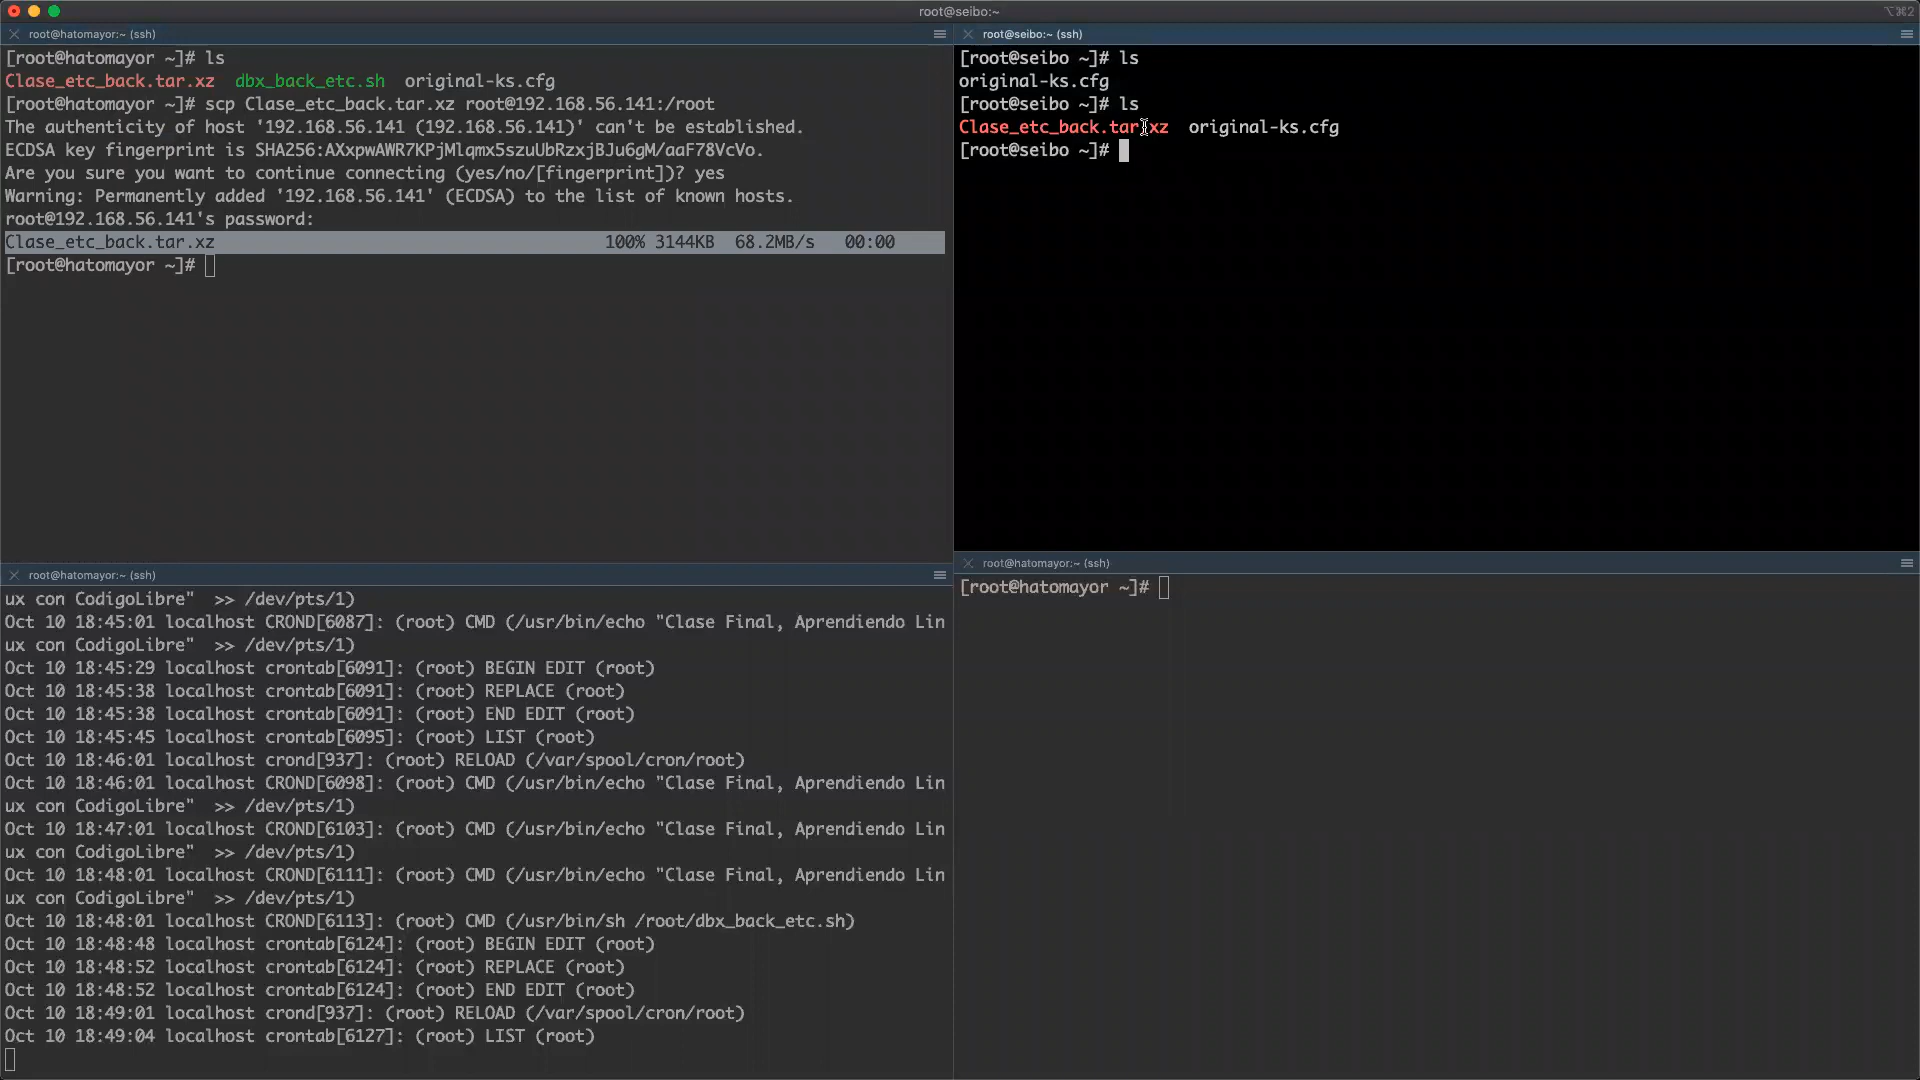 root@seibo:~
⌥⌘2
root@hatomayor:~ (ssh)
[root@hatomayor ~]# ls
Clase_etc_back.tar.xz  dbx_back_etc.sh  original-ks.cfg
[root@hatomayor ~]# scp Clase_etc_back.tar.xz root@192.168.56.141:/root
The authenticity of host '192.168.56.141 (192.168.56.141)' can't be established.
ECDSA key fingerprint is SHA256:AXxpwAWR7KPjMlqmx5szuUbRzxjBJu6gM/aaF78VcVo.
Are you sure you want to continue connecting (yes/no/[fingerprint])? yes
Warning: Permanently added '192.168.56.141' (ECDSA) to the list of known hosts.
root@192.168.56.141's password:
Clase_etc_back.tar.xz 100% 3144KB 68.2MB/s 00:00
[root@hatomayor ~]#
root@seibo:~ (ssh)
[root@seibo ~]# ls
original-ks.cfg
[root@seibo ~]# ls
Clase_etc_back.tar.xz  original-ks.cfg
[root@seibo ~]#
root@hatomayor:~ (ssh)
ux con CodigoLibre"  >> /dev/pts/1)
Oct 10 18:45:01 localhost CROND[6087]: (root) CMD (/usr/bin/echo "Clase Final, Aprendiendo Lin
ux con CodigoLibre"  >> /dev/pts/1)
Oct 10 18:45:29 localhost crontab[6091]: (root) BEGIN EDIT (root)
Oct 10 18:45:38 localhost crontab[6091]: (root) REPLACE (root)
Oct 10 18:45:38 localhost crontab[6091]: (root) END EDIT (root)
Oct 10 18:45:45 localhost crontab[6095]: (root) LIST (root)
Oct 10 18:46:01 localhost crond[937]: (root) RELOAD (/var/spool/cron/root)
Oct 10 18:46:01 localhost CROND[6098]: (root) CMD (/usr/bin/echo "Clase Final, Aprendiendo Lin
ux con CodigoLibre"  >> /dev/pts/1)
Oct 10 18:47:01 localhost CROND[6103]: (root) CMD (/usr/bin/echo "Clase Final, Aprendiendo Lin
ux con CodigoLibre"  >> /dev/pts/1)
Oct 10 18:48:01 localhost CROND[6111]: (root) CMD (/usr/bin/echo "Clase Final, Aprendiendo Lin
ux con CodigoLibre"  >> /dev/pts/1)
Oct 10 18:48:01 localhost CROND[6113]: (root) CMD (/usr/bin/sh /root/dbx_back_etc.sh)
Oct 10 18:48:48 localhost crontab[6124]: (root) BEGIN EDIT (root)
Oct 10 18:48:52 localhost crontab[6124]: (root) REPLACE (root)
Oct 10 18:48:52 localhost crontab[6124]: (root) END EDIT (root)
Oct 10 18:49:01 localhost crond[937]: (root) RELOAD (/var/spool/cron/root)
Oct 10 18:49:04 localhost crontab[6127]: (root) LIST (root)
root@hatomayor:~ (ssh)
[root@hatomayor ~]#